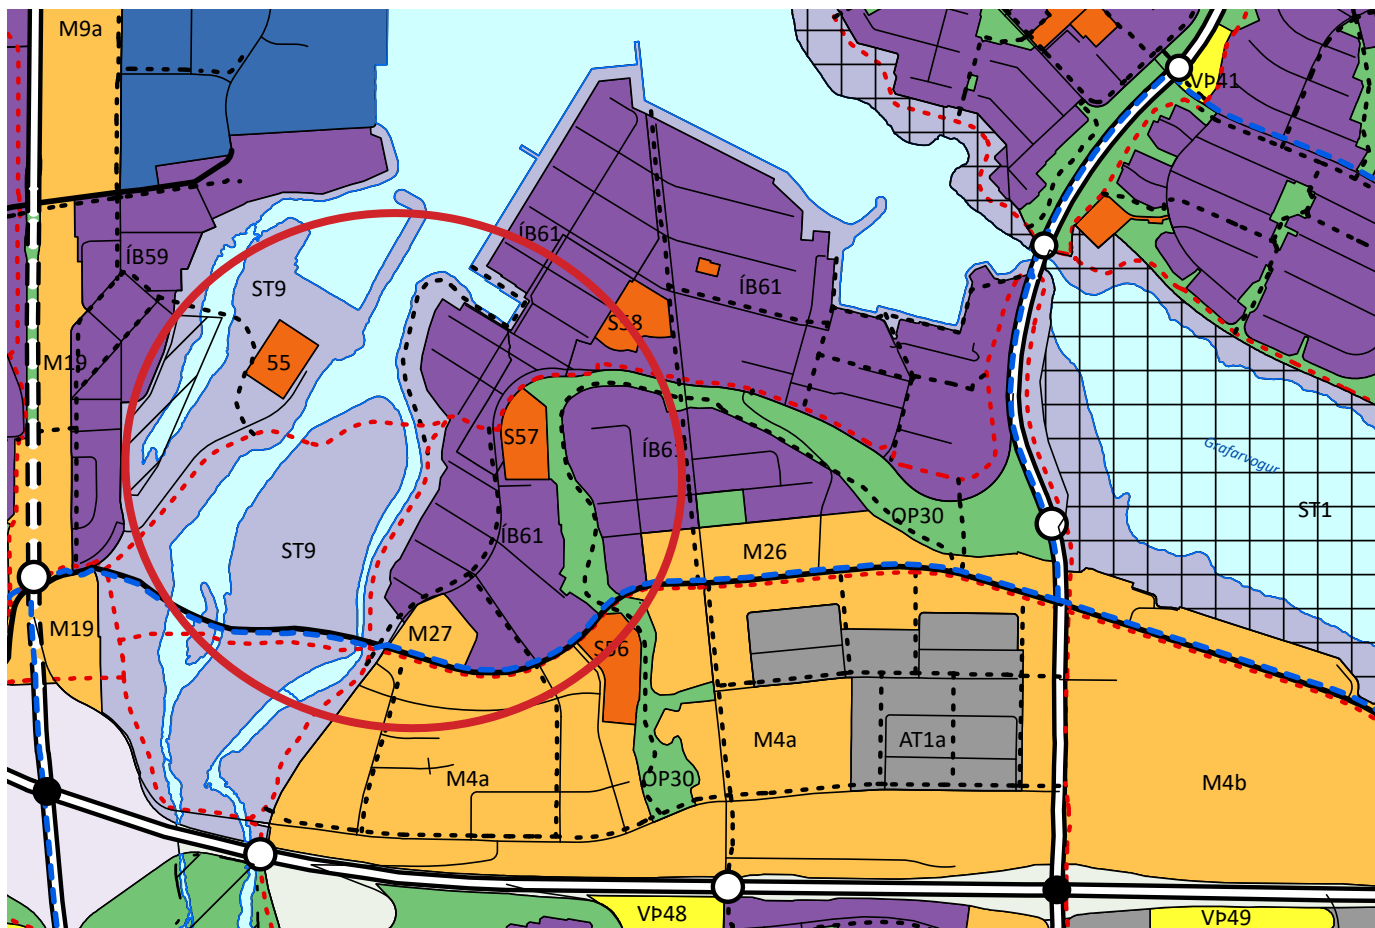 M9a
VÞ41
ÍB61
ÍB59
ST9
ÍB61
S58
M19
55
S57
ÍB61
Grafarvogur
ST1
OP30
ÍB61
ST9
M26
M19
M27
S56
M4a
AT1a
M4a
OP30
M4b
VÞ48
VÞ49